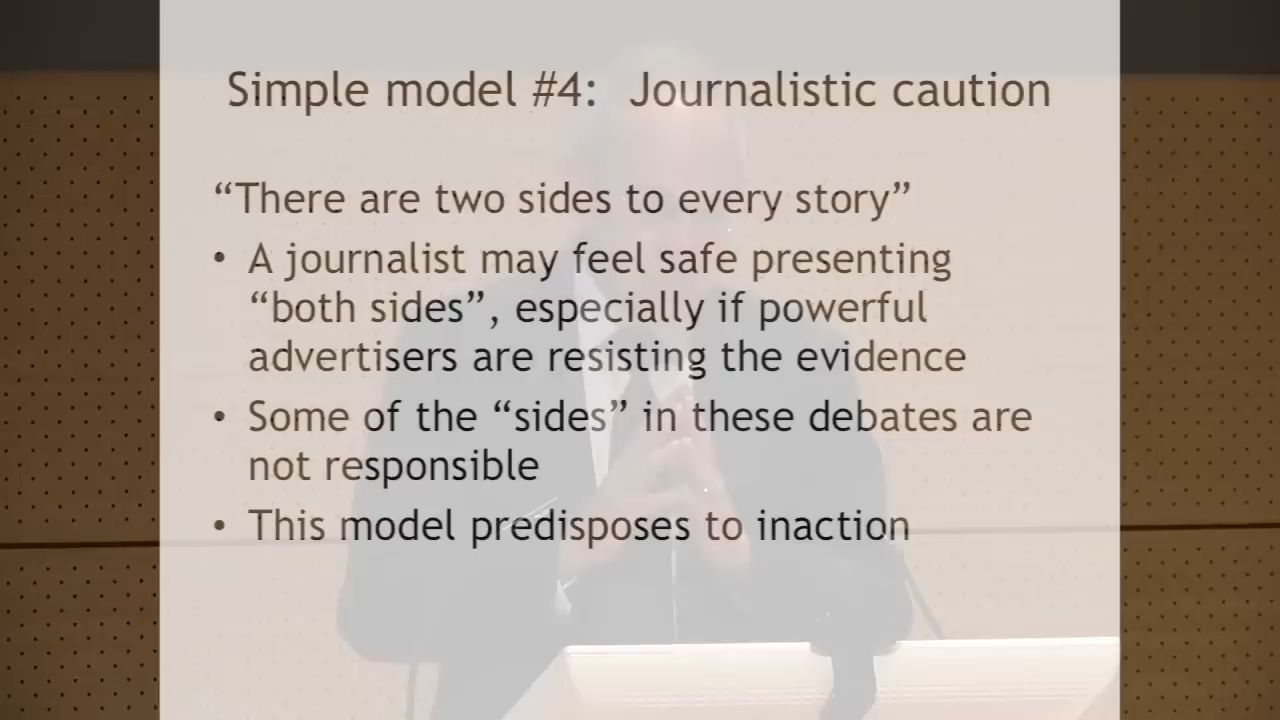 Simple model #4: Journalistic caution
“There are two sides to every story”
• A journalist may feel safe presenting
“both sides”, especially if powerful
advertisers are resisting the evidence
• Some of the “sides” in these debates are
not responsible
• This model predisposes to inaction